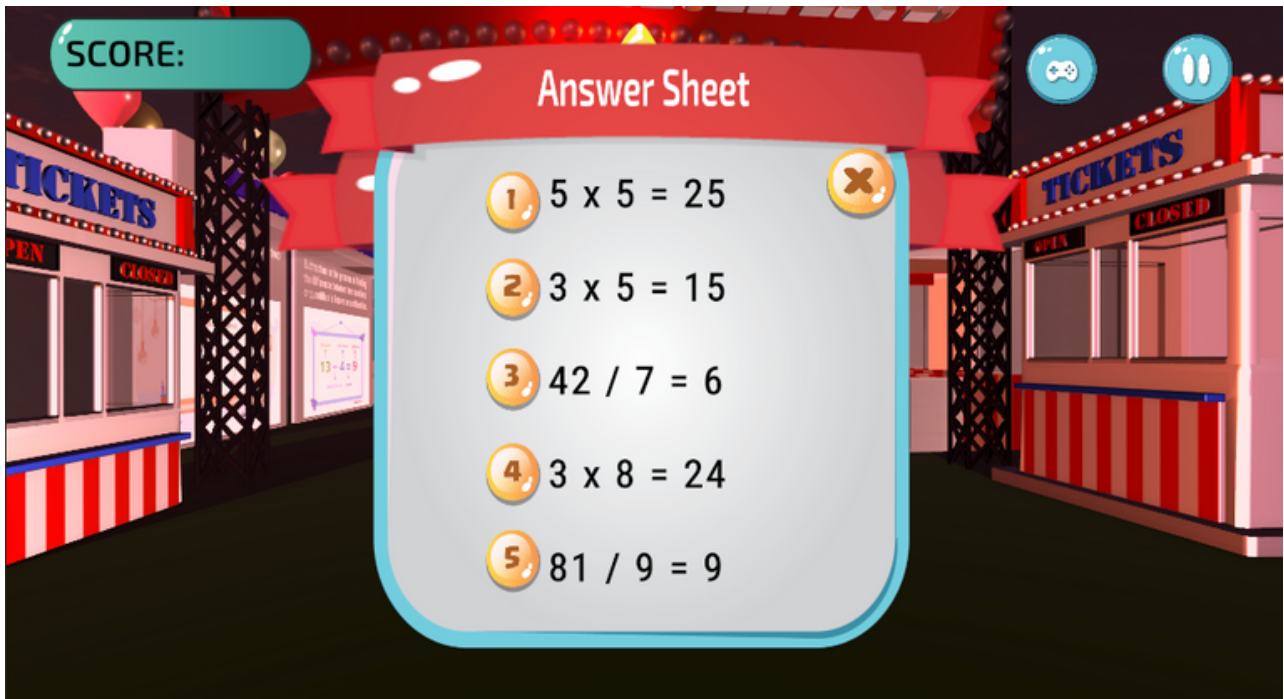 SCORE:
Answer Sheet
1 5 x 5 = 25
2 3 x 5 = 15
3 42 / 7 = 6
4 3 x 8 = 24
5 81 / 9 = 9
X
TICKETS
OPEN
CLOSED
13 - 4 = 9
TICKETS
OPEN
CLOSED